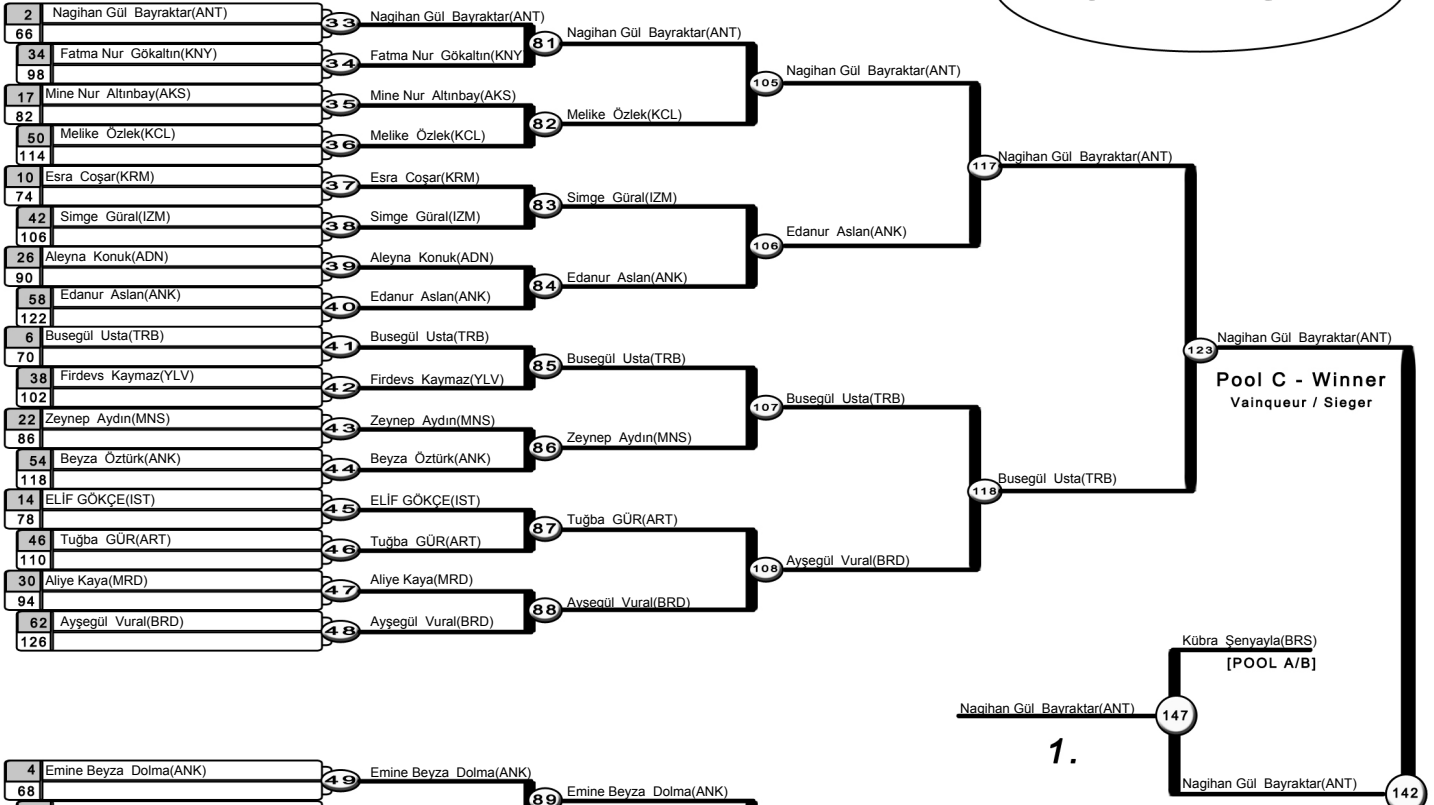 2 Nagihan Gül Bayraktar(ANT)
66
34 Fatma Nur Gökaltın(KNY)
98
17 Mine Nur Altınbay(AKS)
82
50 Melike Özlek(KCL)
114
10 Esra Coşar(KRM)
74
42 Simge Güral(IZM)
106
26 Aleyna Konuk(ADN)
90
58 Edanur Aslan(ANK)
122
6 Busegül Usta(TRB)
70
38 Firdevs Kaymaz(YLV)
102
22 Zeynep Aydın(MNS)
86
54 Beyza Öztürk(ANK)
118
14 ELİF GÖKÇE(IST)
78
46 Tuğba GÜR(ART)
110
30 Aliye Kaya(MRD)
94
62 Ayşegül Vural(BRD)
126
33 Nagihan Gül Bayraktar(ANT)
34 Fatma Nur Gökaltın(KNY
35 Mine Nur Altınbay(AKS)
36 Melike Özlek(KCL)
37 Esra Coşar(KRM)
38 Simge Güral(IZM)
39 Aleyna Konuk(ADN)
40 Edanur Aslan(ANK)
41 Busegül Usta(TRB)
42 Firdevs Kaymaz(YLV)
43 Zeynep Aydın(MNS)
44 Beyza Öztürk(ANK)
45 ELİF GÖKÇE(IST)
46 Tuğba GÜR(ART)
47 Aliye Kaya(MRD)
48 Ayşegül Vural(BRD)
81 Nagihan Gül Bayraktar(ANT)
82 Melike Özlek(KCL)
83 Simge Güral(IZM)
84 Edanur Aslan(ANK)
85 Busegül Usta(TRB)
86 Zeynep Aydın(MNS)
87 Tuğba GÜR(ART)
88 Ayşegül Vural(BRD)
105 Nagihan Gül Bayraktar(ANT)
106 Edanur Aslan(ANK)
107 Busegül Usta(TRB)
108 Ayşegül Vural(BRD)
117 Nagihan Gül Bayraktar(ANT)
118 Busegül Usta(TRB)
123 Nagihan Gül Bayraktar(ANT)
Pool C - Winner
Vainqueur / Sieger
Kübra Şenyayla(BRS)
[POOL A/B]
Nagihan Gül Bayraktar(ANT) 147
1.
Nagihan Gül Bayraktar(ANT) 142
4 Emine Beyza Dolma(ANK)
68
49 Emine Beyza Dolma(ANK)
89 Emine Beyza Dolma(ANK)